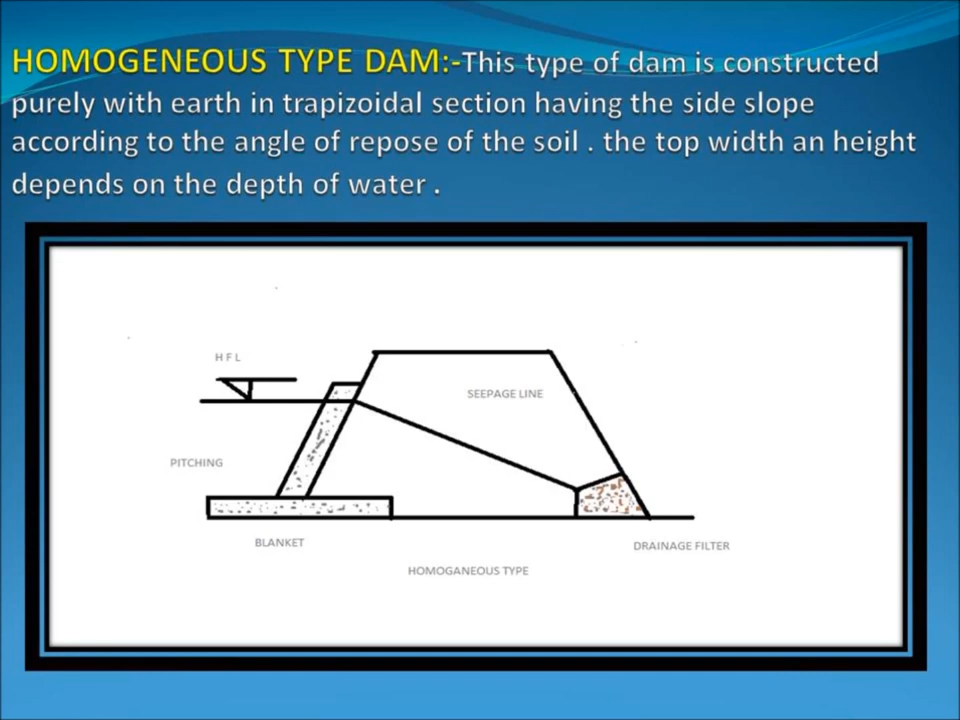 HOMOGENEOUS TYPE DAM:-This type of dam is constructed
purely with earth in trapizoidal section having the side slope
according to the angle of repose of the soil . the top width an height
depends on the depth of water .
H F L
SEEPAGE LINE
PITCHING
BLANKET
DRAINAGE FILTER
HOMOGANEOUS TYPE